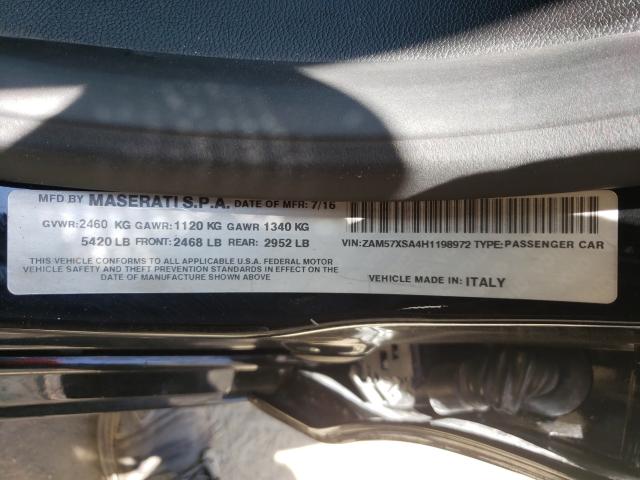 MFD BY MASERATI S.P.A. DATE OF MFR: 7/16
GVWR:2460 KG GAWR:1120 KG GAWR 1340 KG
5420 LB FRONT: 2468 LB REAR: 2952 LB
THIS VEHICLE CONFORMS TO ALL APPLICABLE U.S.A. FEDERAL MOTOR
VEHICLE SAFETY AND THEFT PREVENTION STANDARDS IN EFFECT ON THE
DATE OF MANUFACTURE SHOWN ABOVE
VIN:ZAM57XSA4H1198972 TYPE:PASSENGER CAR
VEHICLE MADE IN: ITALY